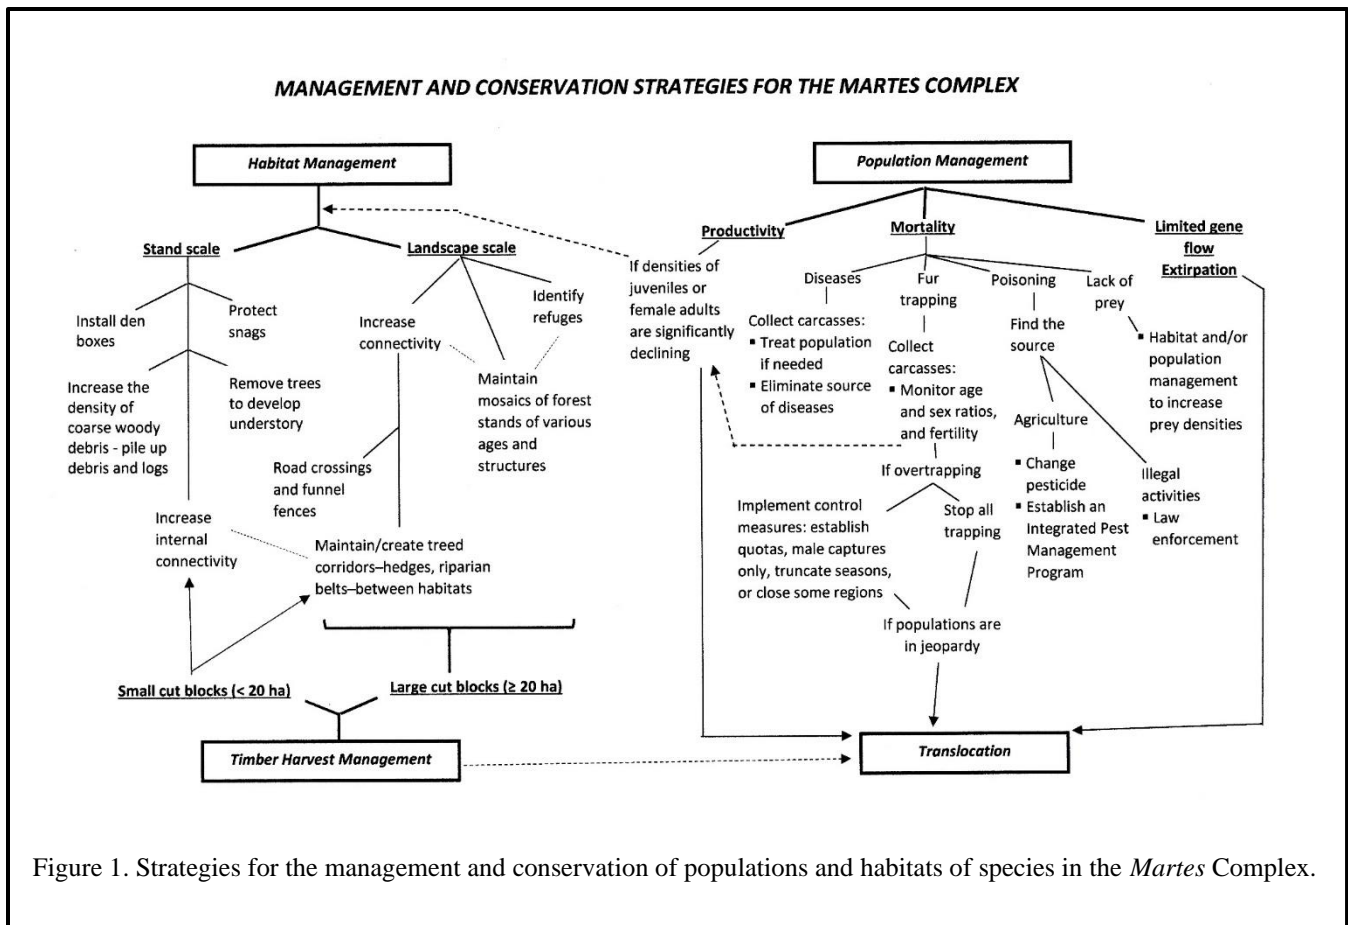 MANAGEMENT AND CONSERVATION STRATEGIES FOR THE MARTES COMPLEX
Habitat Management
Stand scale
Landscape scale
Install den
boxes
Protect
snags
Increase the
density of
coarse woody
debris - pile up
debris and logs
Remove trees
to develop
understory
Increase
internal
connectivity
Increase
connectivity
Identify
refuges
Maintain
mosaics of forest
stands of various
ages and
structures
Road crossings
and funnel
fences
Maintain/create treed
corridors–hedges, riparian
belts–between habitats
Small cut blocks (< 20 ha)
Large cut blocks (≥ 20 ha)
Timber Harvest Management
Population Management
Productivity
Mortality
Limited gene
flow
Extirpation
If densities of
juveniles or
female adults
are significantly
declining
Diseases
Collect carcasses:
▪ Treat population
if needed
▪ Eliminate source
of diseases
Fur
trapping
Collect
carcasses:
▪ Monitor age
and sex ratios,
and fertility
If overtrapping
Implement control
measures: establish
quotas, male captures
only, truncate seasons,
or close some regions
Stop all
trapping
If populations are
in jeopardy
Poisoning
Find the
source
Agriculture
▪ Change
pesticide
▪ Establish an
Integrated Pest
Management
Program
Illegal
activities
▪ Law
enforcement
Lack of
prey
▪ Habitat and/or
population
management
to increase
prey densities
Translocation
Figure 1. Strategies for the management and conservation of populations and habitats of species in the Martes Complex.